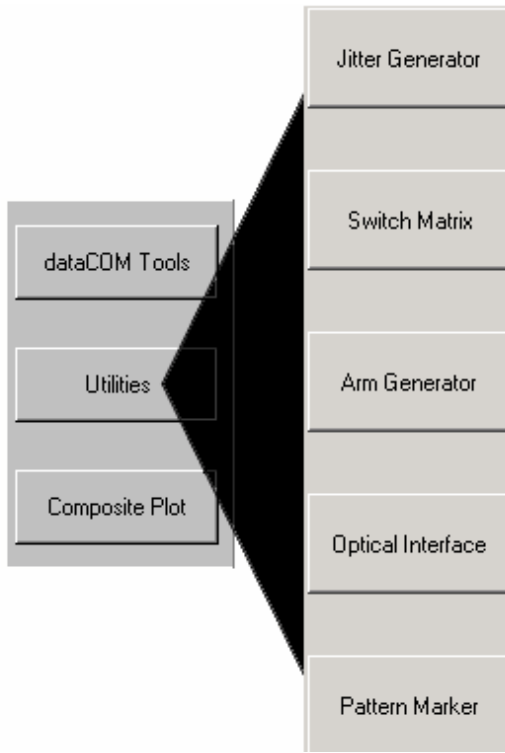 dataCOM Tools
Utilities
Composite Plot
Jitter Generator
Switch Matrix
Arm Generator
Optical Interface
Pattern Marker